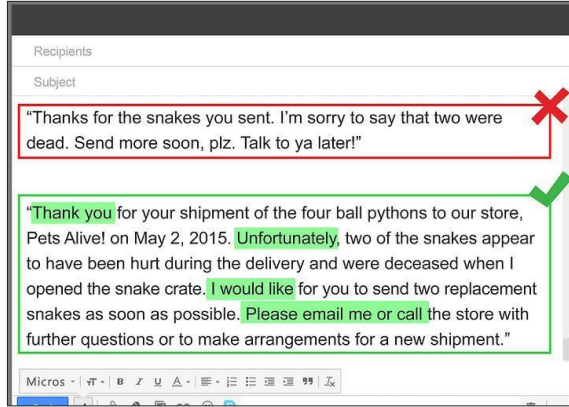 Recipients
Subject
“Thanks for the snakes you sent. I’m sorry to say that two were
dead. Send more soon, plz. Talk to ya later!”
“Thank you for your shipment of the four ball pythons to our store,
Pets Alive! on May 2, 2015. Unfortunately, two of the snakes appear
to have been hurt during the delivery and were deceased when I
opened the snake crate. I would like for you to send two replacement
snakes as soon as possible. Please email me or call the store with
further questions or to make arrangements for a new shipment.”
Micros B I U A